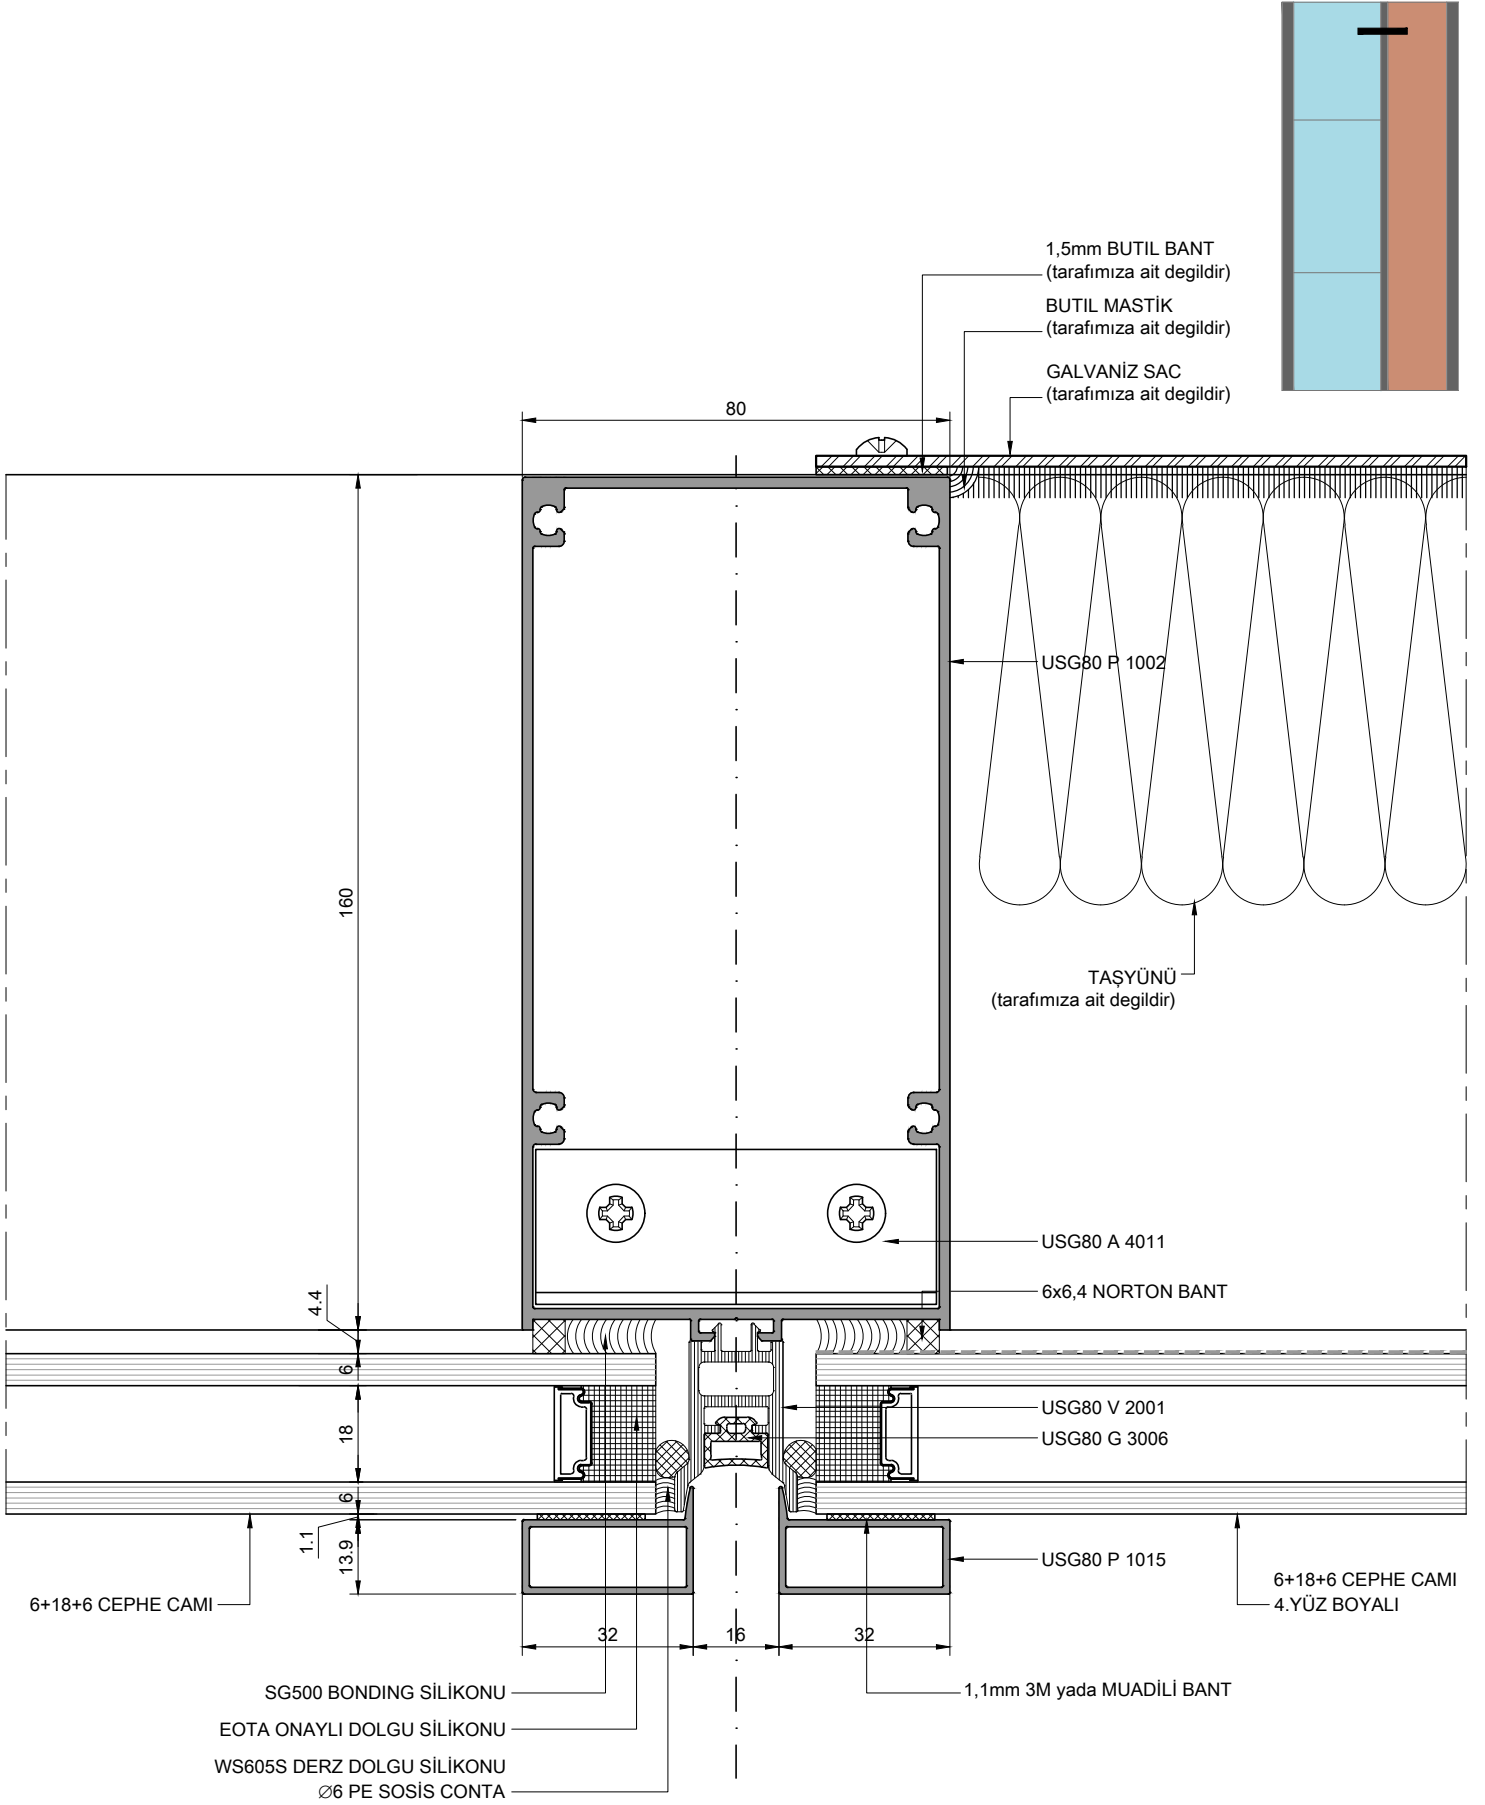 1,5mm BUTIL BANT
(tarafımıza ait degildir)
BUTIL MASTİK
(tarafımıza ait degildir)
GALVANİZ SAC
(tarafımıza ait degildir)
80
USG80 P 1002
160
TAŞYÜNÜ
(tarafımıza ait degildir)
USG80 A 4011
6x6,4 NORTON BANT
4.4
6
18
6
1.1
13.9
USG80 V 2001
USG80 G 3006
USG80 P 1015
6+18+6 CEPHE CAMI
6+18+6 CEPHE CAMI
4.YÜZ BOYALI
32
16
32
SG500 BONDING SİLİKONU
1,1mm 3M yada MUADİLİ BANT
EOTA ONAYLI DOLGU SİLİKONU
WS605S DERZ DOLGU SİLİKONU
∅6 PE SOSİS CONTA